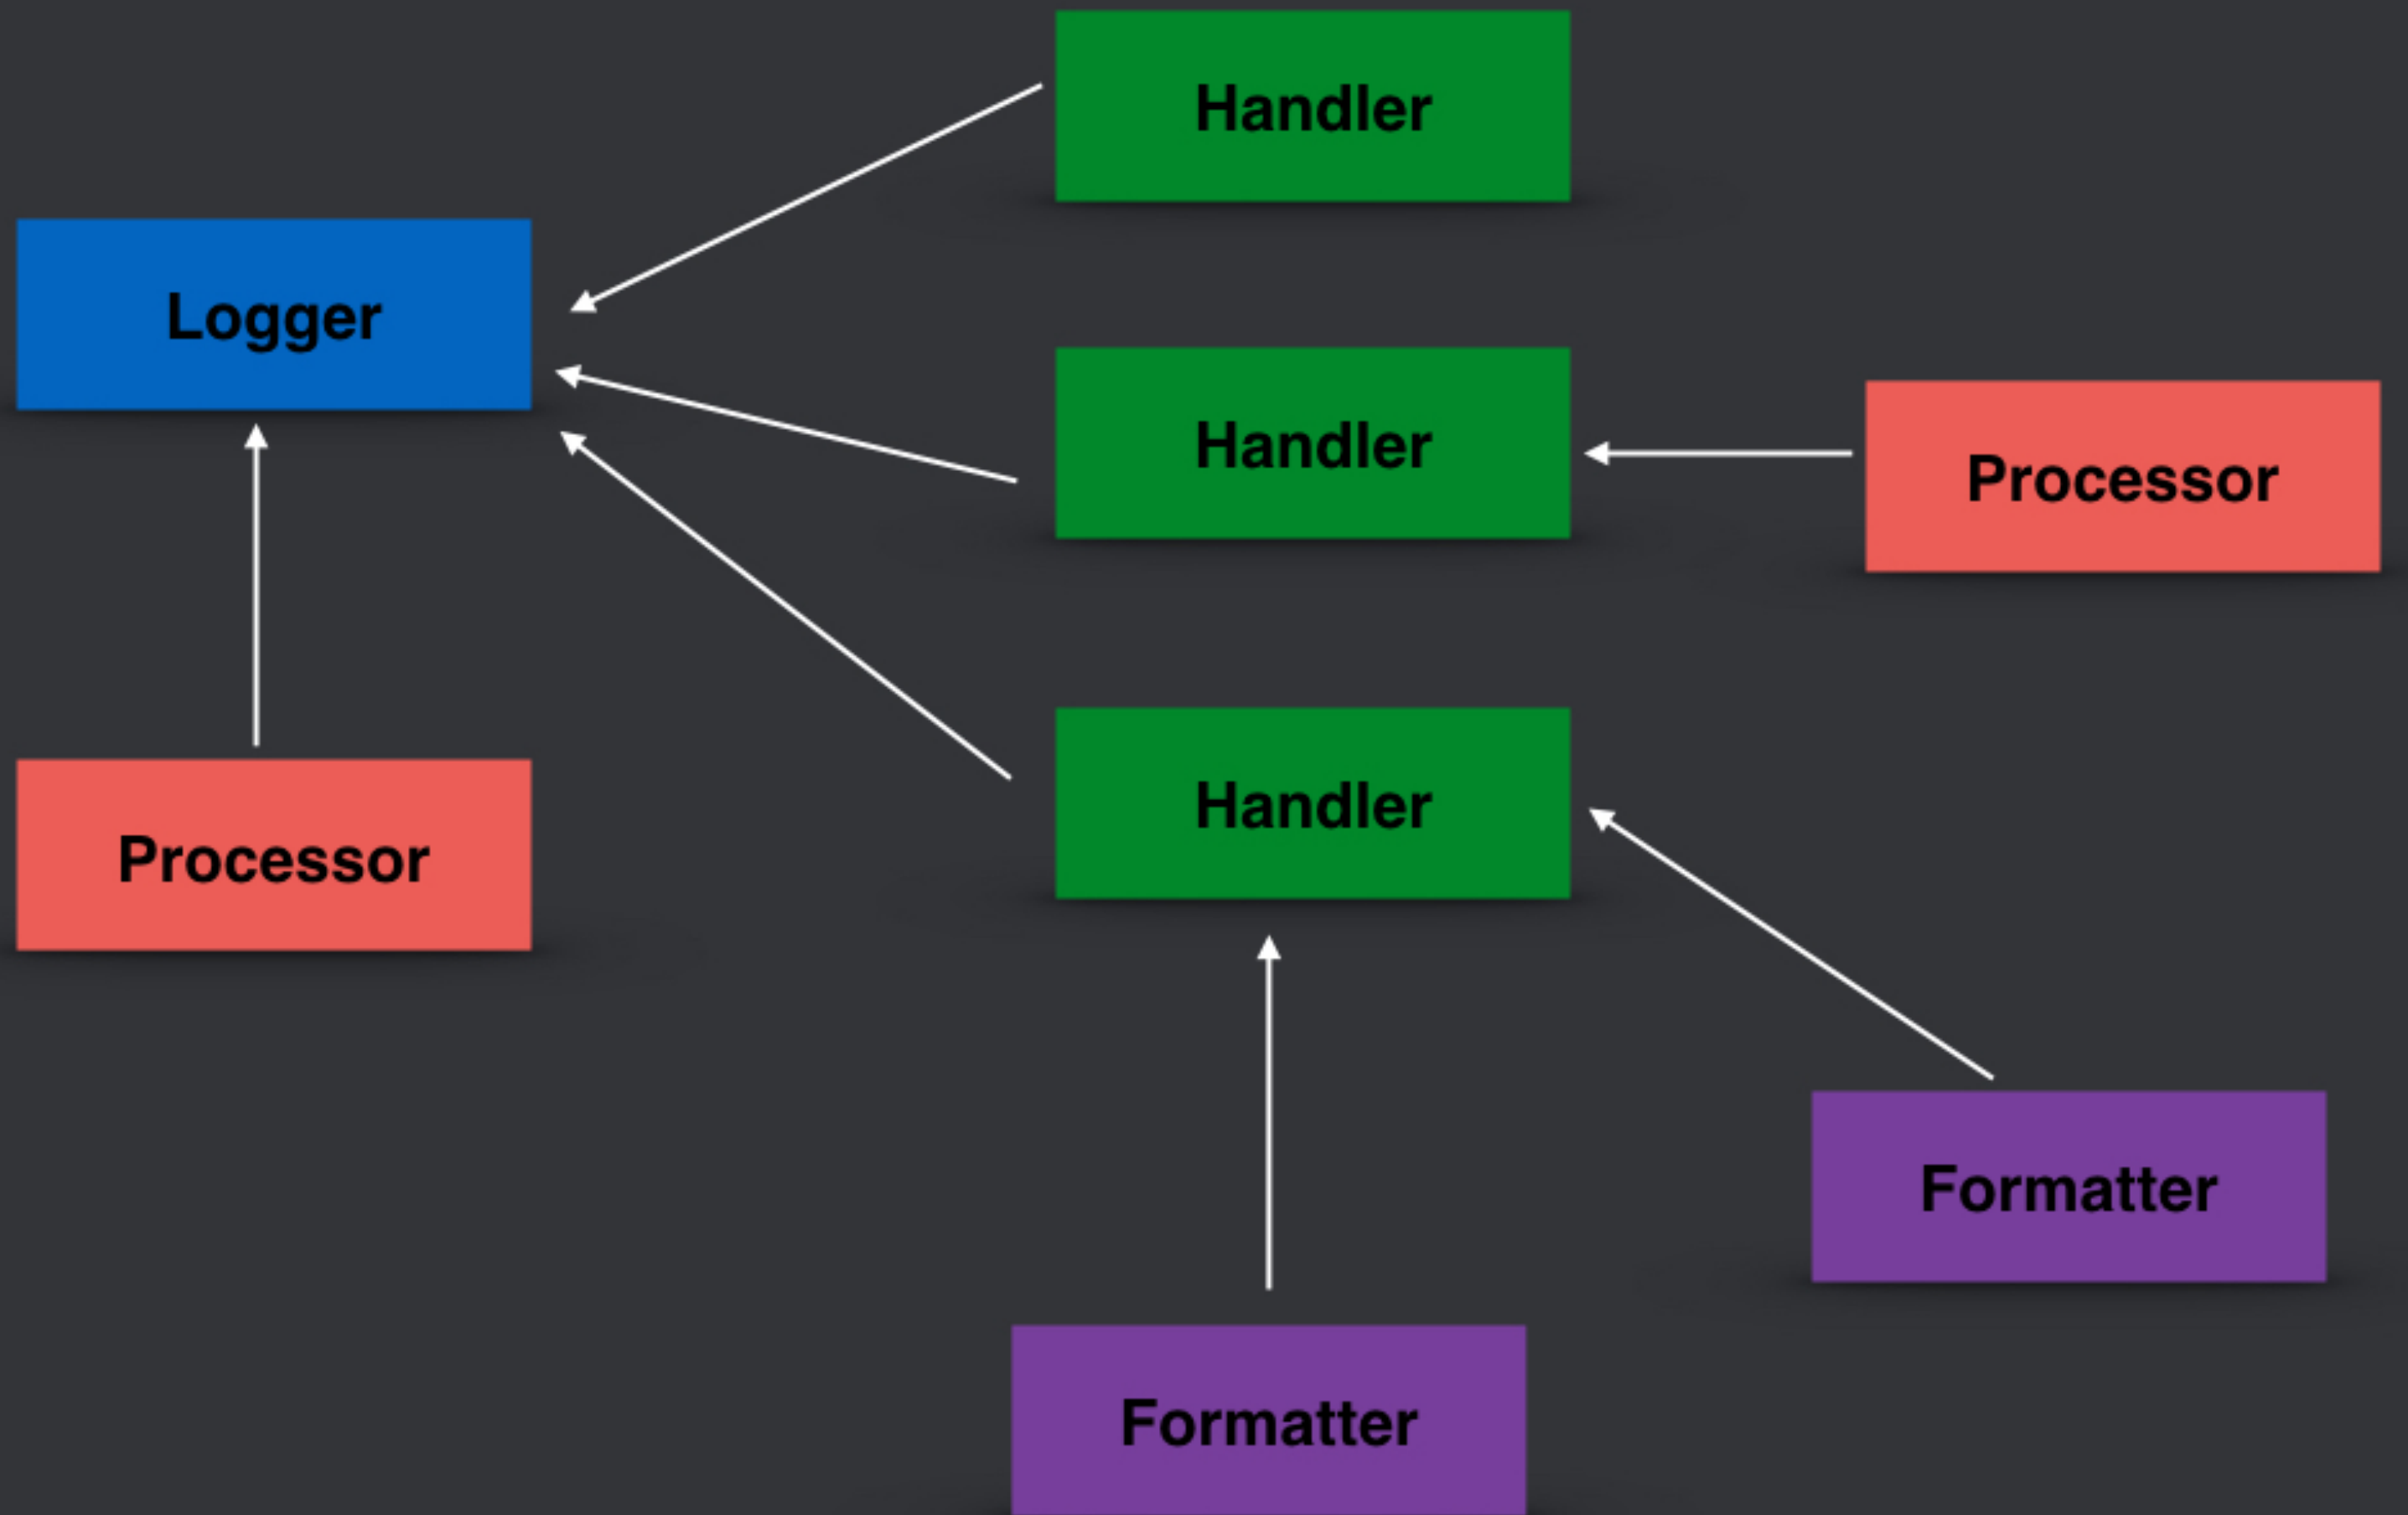 Handler
Logger
Handler
Processor
Handler
Processor
Formatter
Formatter